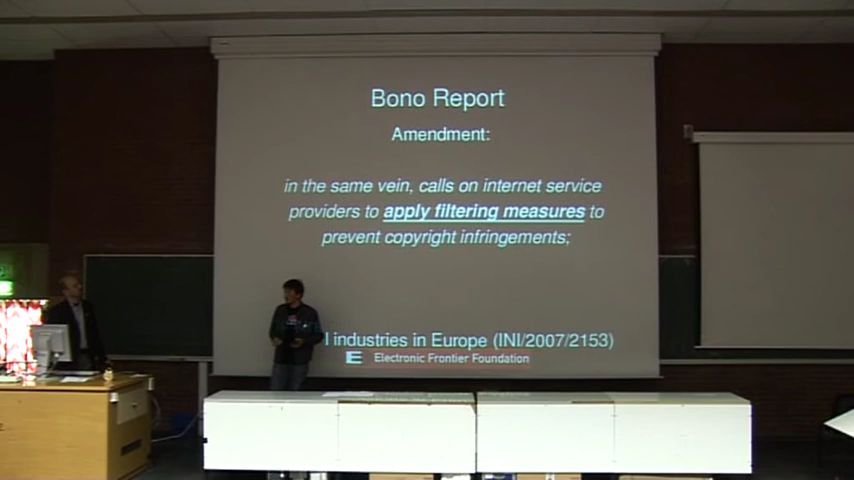 Bono Report
Amendment:
in the same vein, calls on internet service
providers to apply filtering measures to
prevent copyright infringements;
l industries in Europe (INI/2007/2153)
Electronic Frontier Foundation